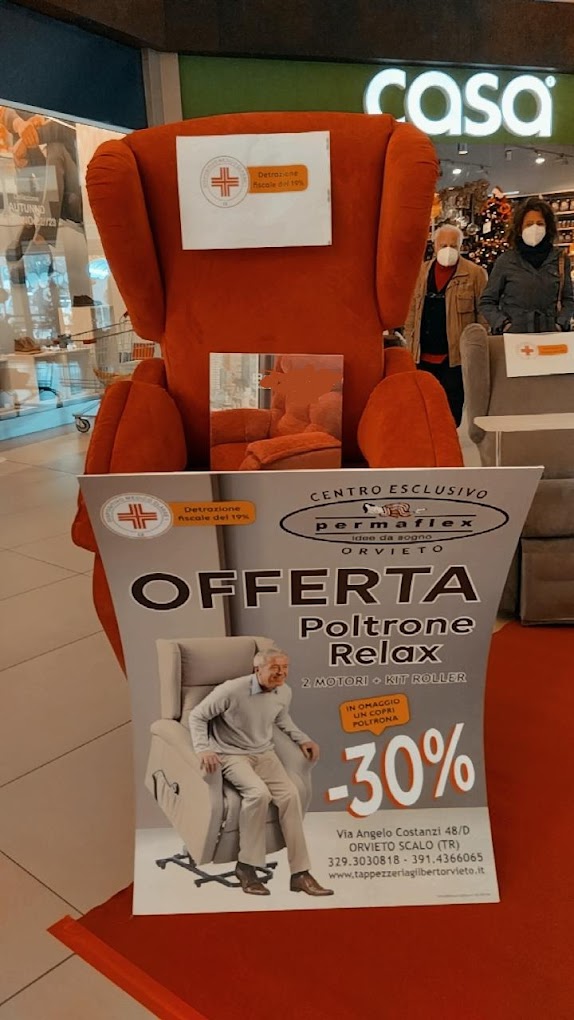 casa
Detrazione
fiscale del 19%
AUTUNNO
Detrazione
fiscale del 19%
CENTRO ESCLUSIVO
permaflex
idee da sogno
ORVIETO
OFFERTA
Poltrone
Relax
2 MOTORI + KIT ROLLER
IN OMAGGIO
UN COPRI
POLTRONA
-30%
Via Angelo Costanzi 48/D
ORVIETO SCALO (TR)
329.3030818 - 391.4366065
www.tappezzeriagilbertorvieto.it